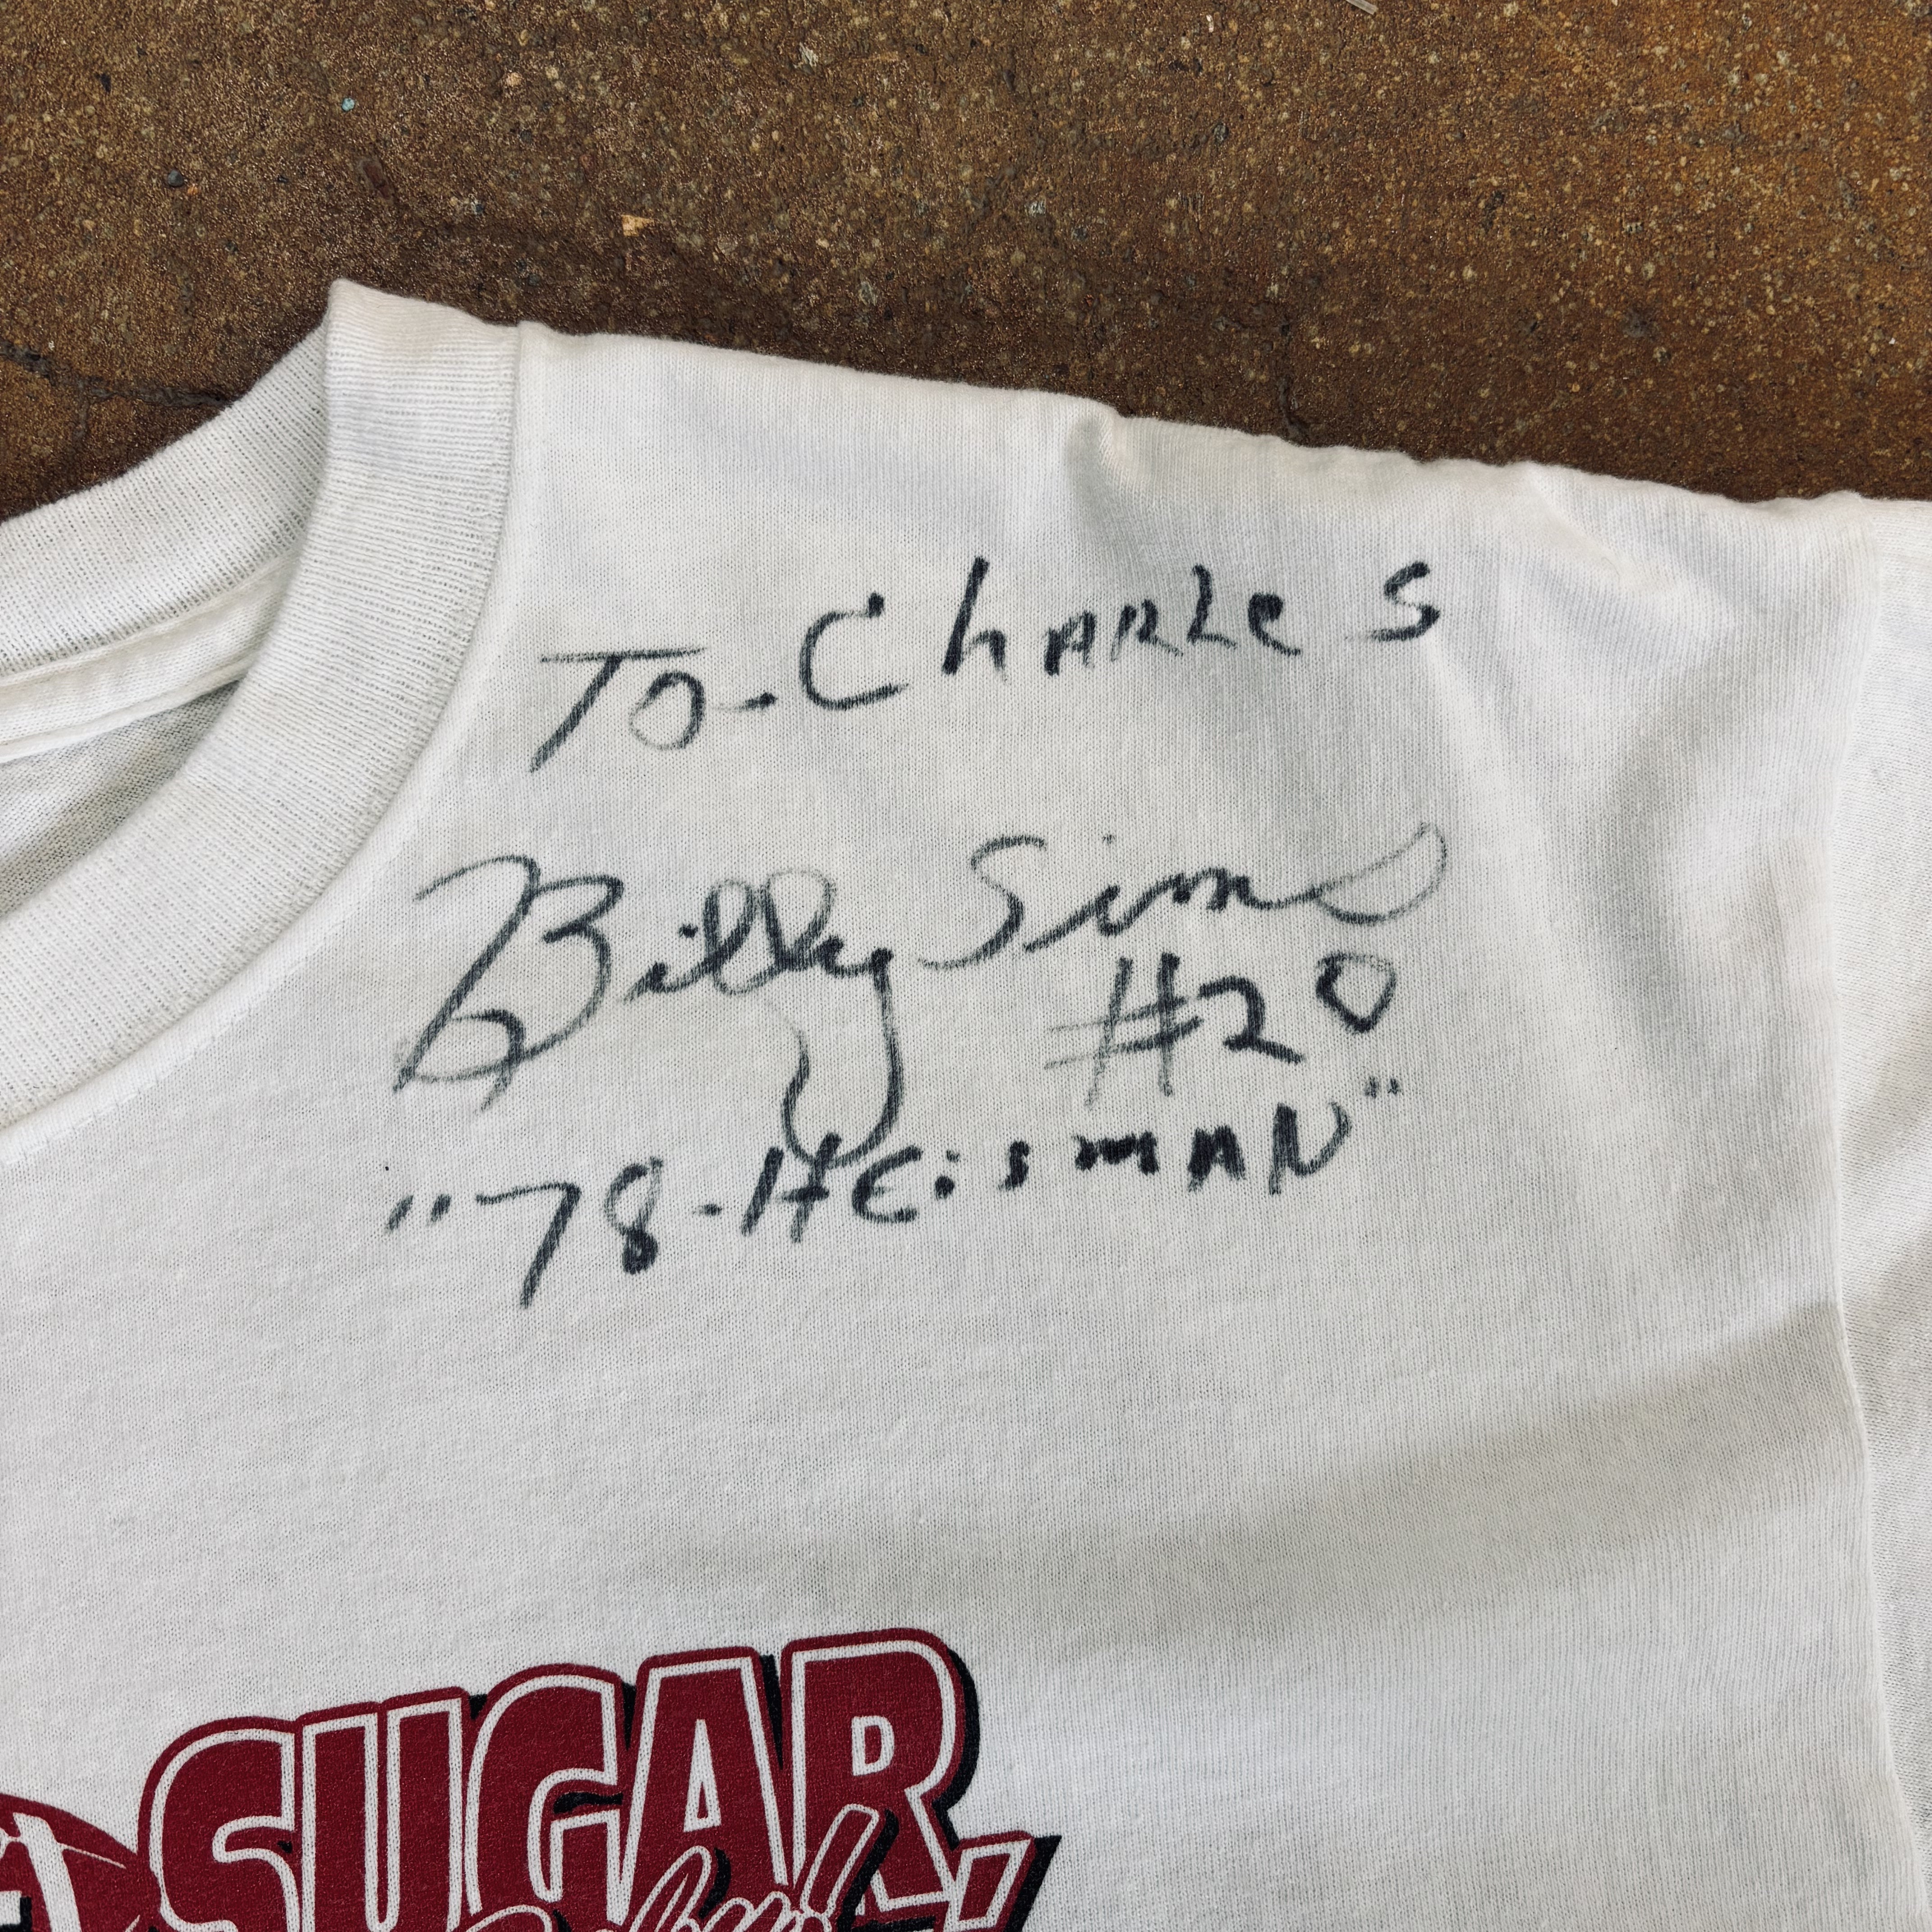 To-Charles
Billy Sims
#20
"78-HEisman"
SUGAR,